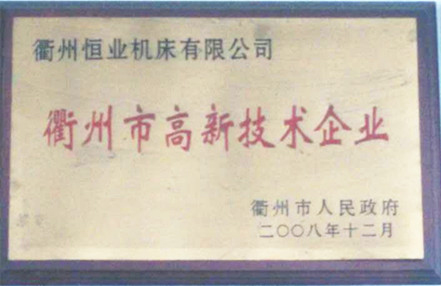 衢州恒业机床有限公司
衢州市高新技术企业
衢州市人民政府
二〇〇八年十二月